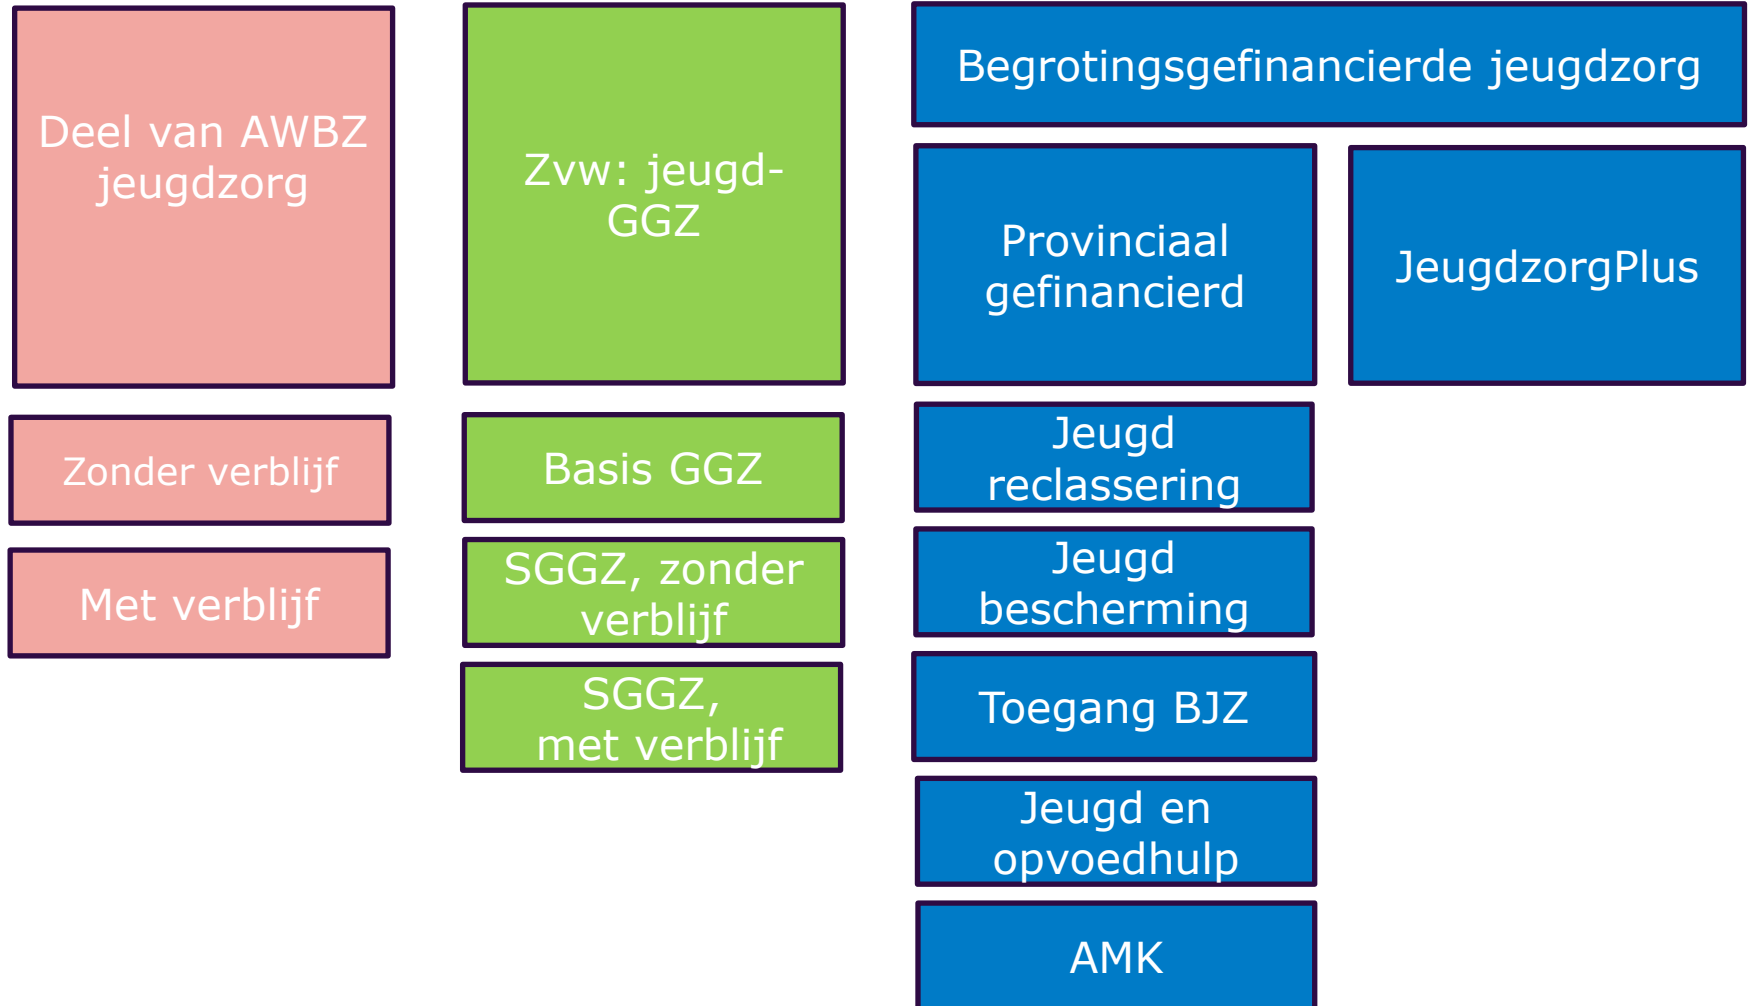 Deel van AWBZ
jeugdzorg
Zonder verblijf
Met verblijf
Zvw: jeugd-
GGZ
Basis GGZ
SGGZ, zonder
verblijf
SGGZ,
met verblijf
Begrotingsgefinancierde jeugdzorg
Provinciaal
gefinancierd
JeugdzorgPlus
Jeugd
reclassering
Jeugd
bescherming
Toegang BJZ
Jeugd en
opvoedhulp
AMK